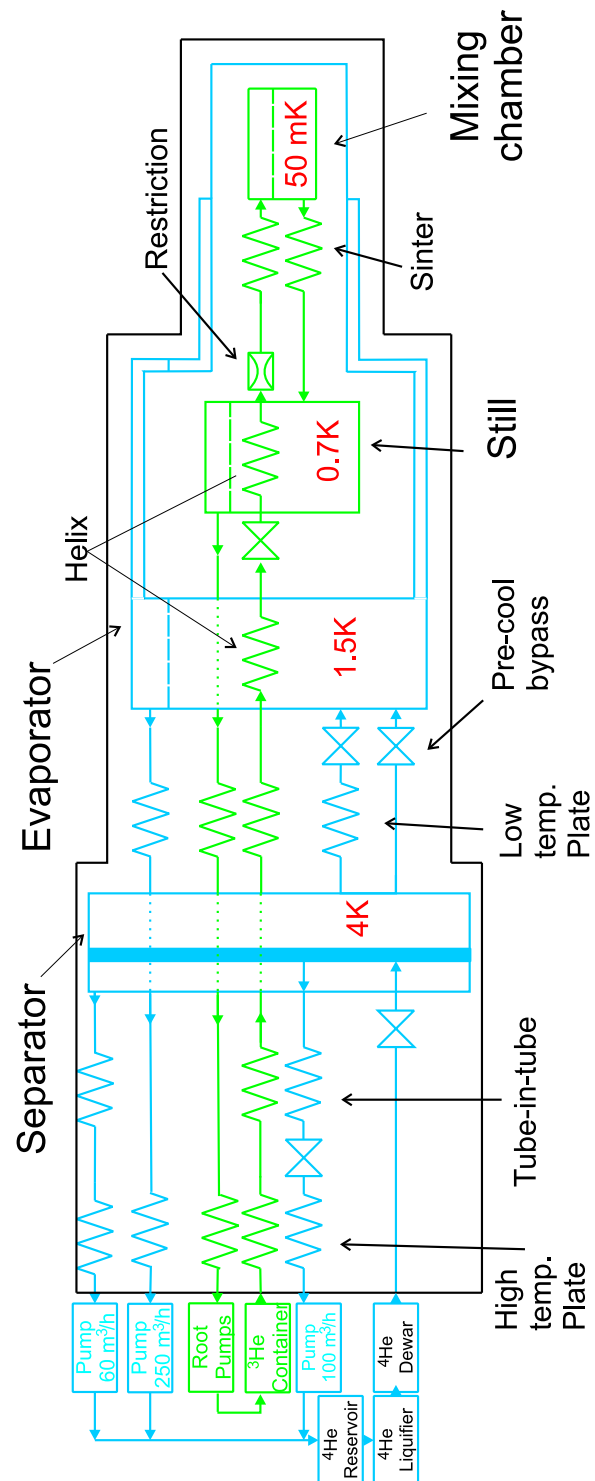 Separator
Evaporator
Helix
Restriction
4K
1.5K
0.7K
50 mK
Mixing
chamber
Sinter
Still
Pre-cool
bypass
Low
temp.
Plate
Tube-in-tube
High
temp.
Plate
Pump
60 m³/h
Pump
250 m³/h
Root
Pumps
³He
Container
Pump
100 m³/h
⁴He
Reservoir
⁴He
Liquifier
⁴He
Dewar